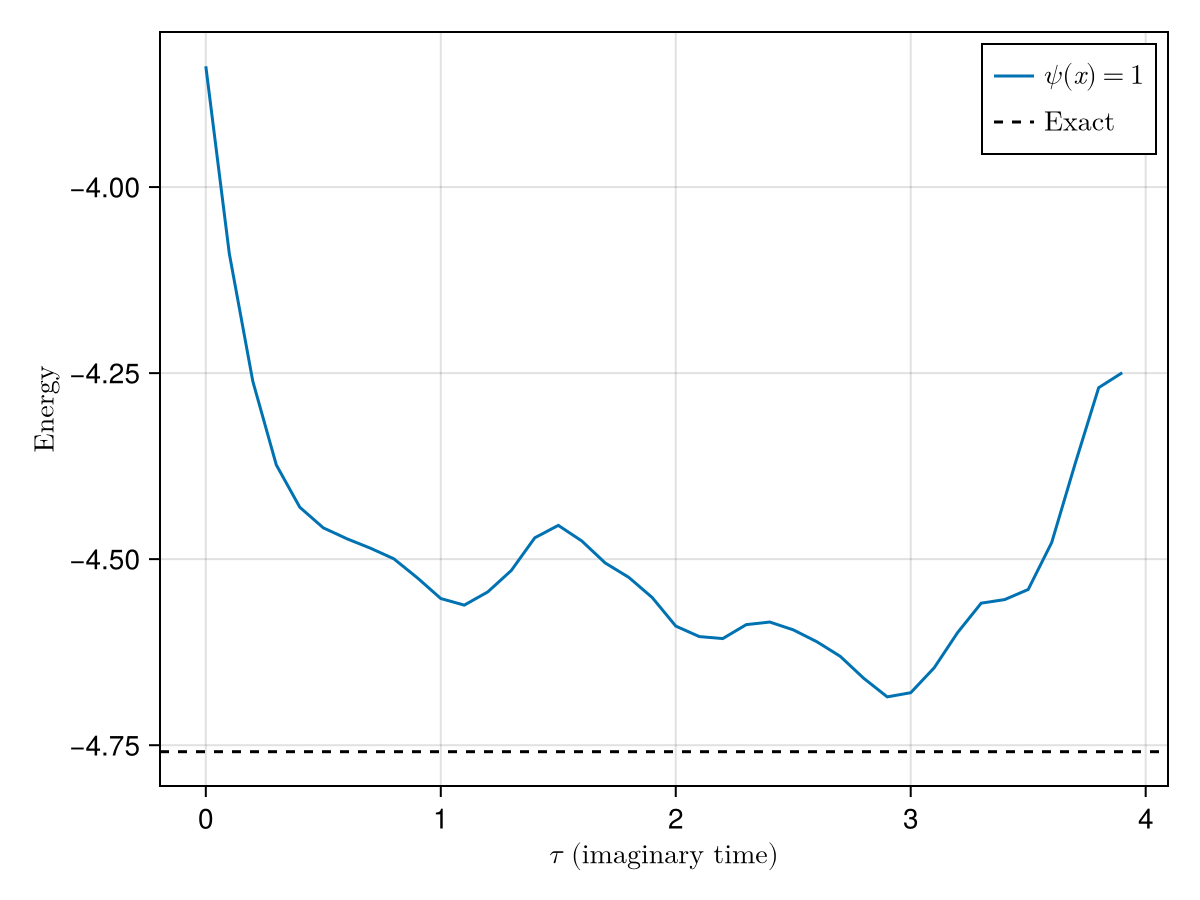 ψ(x) = 1
Exact
−4.00
−4.25
−4.50
−4.75
Energy
0 1 2 3 4
τ (imaginary time)